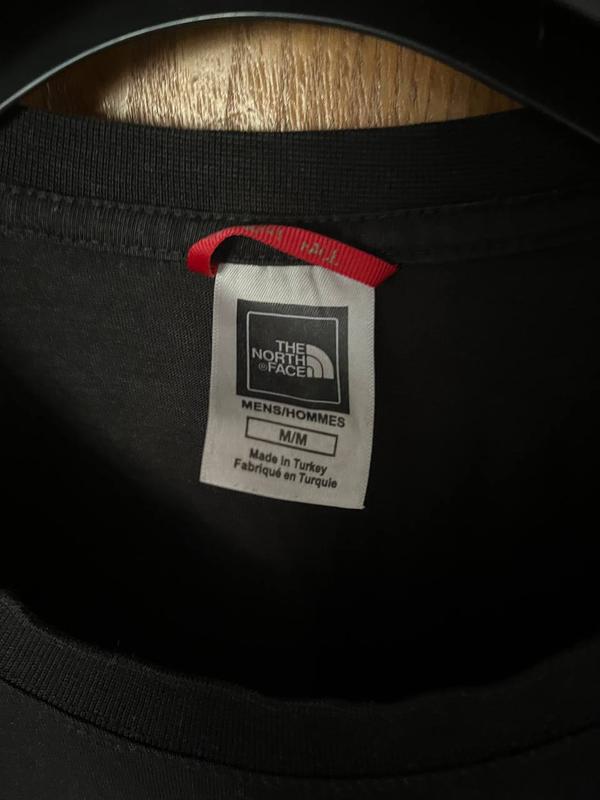 THE
NORTH
®FACE
MENS/HOMMES
M/M
Made in Turkey
Fabriqué en Turquie